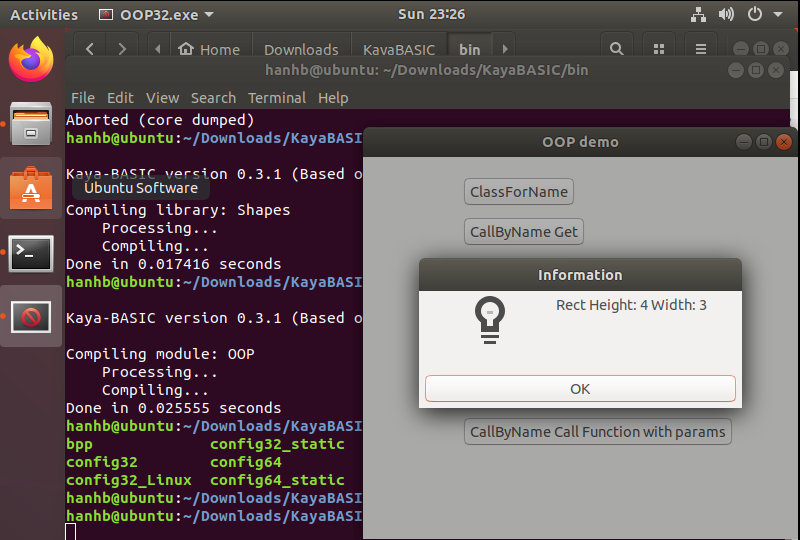 Activities OOP32.exe Sun 23:26
Home Downloads KayaBASIC bin
hanhb@ubuntu: ~/Downloads/KayaBASIC/bin
File Edit View Search Terminal Help
Aborted (core dumped)
hanhb@ubuntu:~/Downloads/KayaBASI
Kaya-BASIC version 0.3.1 (Based o
Ubuntu Software
Compiling library: Shapes
Processing...
Compiling...
Done in 0.017416 seconds
hanhb@ubuntu:~/Downloads/KayaBASI
Kaya-BASIC version 0.3.1 (Based o
Compiling module: OOP
Processing...
Compiling...
Done in 0.025555 seconds
hanhb@ubuntu:~/Downloads/KayaBASI
bpp config32_static
config32 config64
config32_Linux config64_static
hanhb@ubuntu:~/Downloads/KayaBASI
hanhb@ubuntu:~/Downloads/KayaBASI
OOP demo
ClassForName
CallByName Get
Information
Rect Height: 4 Width: 3
OK
CallByName Call Function with params